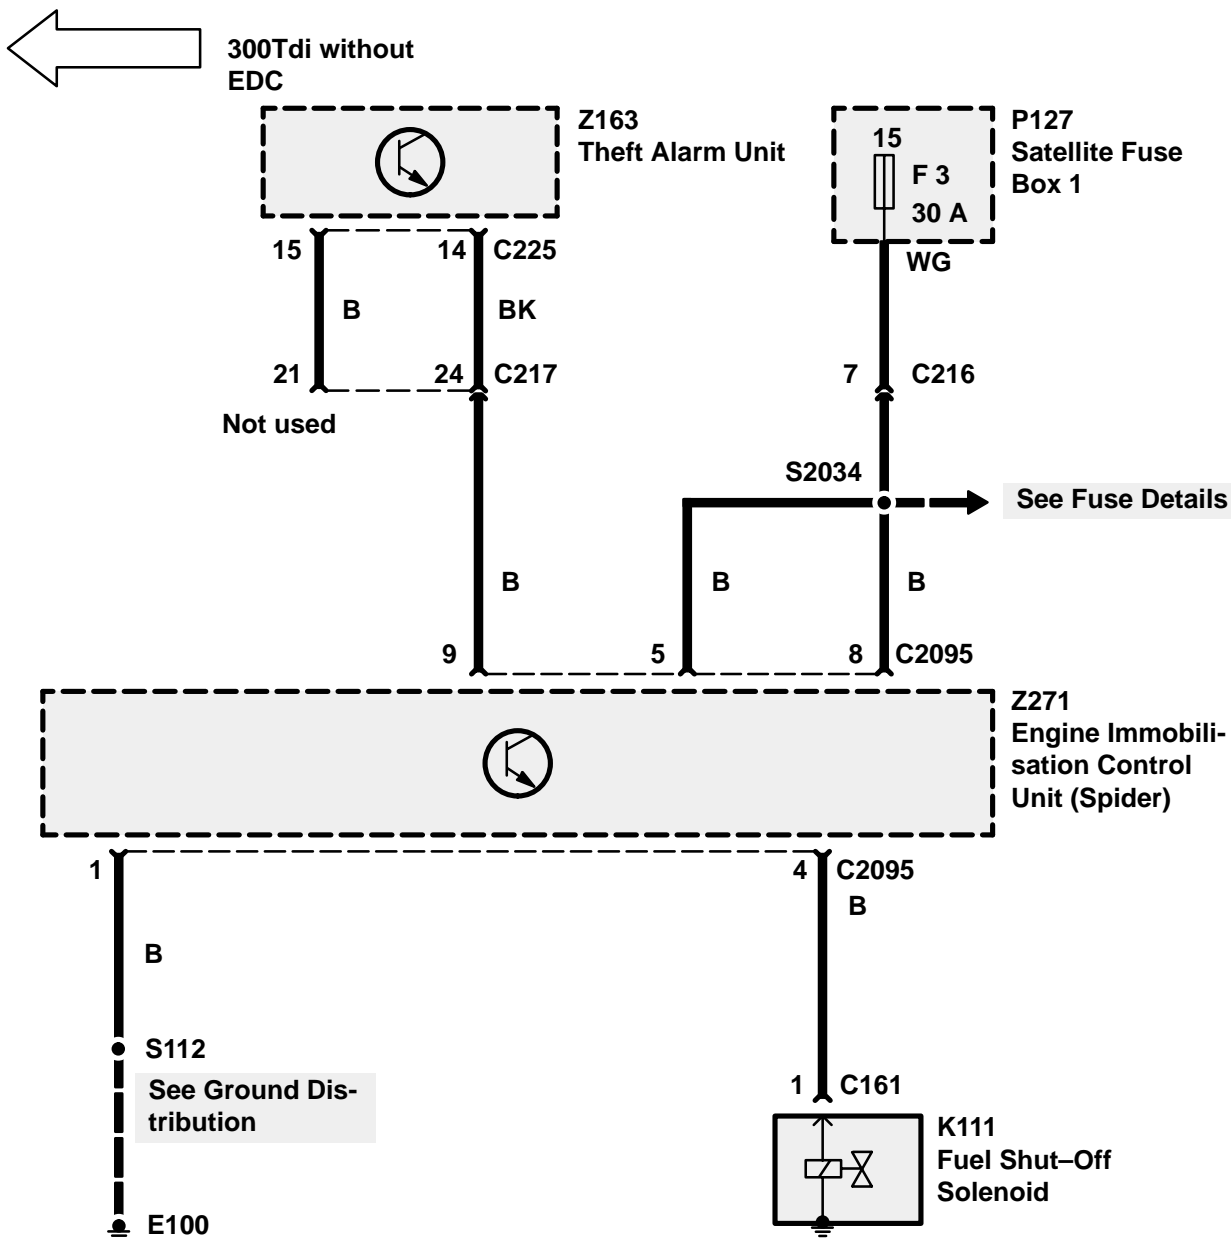 300Tdi without
EDC
Z163
Theft Alarm Unit
P127
Satellite Fuse
Box 1
15
F 3
30 A
15
14
C225
WG
B
BK
21
24
C217
7
C216
Not used
S2034
See Fuse Details
B
B
B
9
5
8
C2095
Z271
Engine Immobili-
sation Control
Unit (Spider)
1
4
C2095
B
B
S112
See Ground Dis-
tribution
1
C161
K111
Fuel Shut–Off
Solenoid
E100